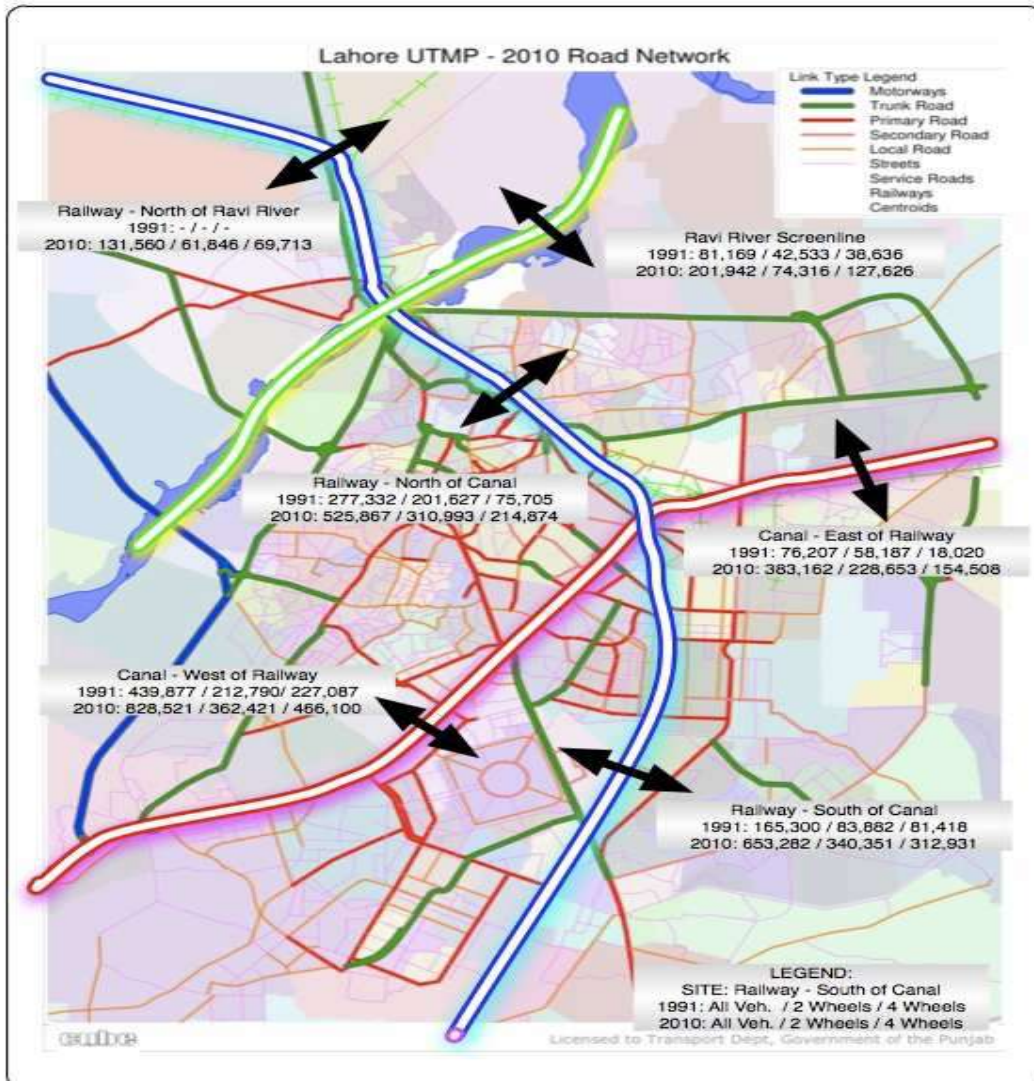 Lahore UTMP - 2010 Road Network
Link Type Legend
Motorways
Trunk Road
Primary Road
Secondary Road
Local Road
Streets
Service Roads
Railways
Centroids
Railway - North of Ravi River
1991: - / - / -
2010: 131,560 / 61,846 / 69,713
Ravi River Screenline
1991: 81,169 / 42,533 / 38,636
2010: 201,942 / 74,316 / 127,626
Railway - North of Canal
1991: 277,332 / 201,627 / 75,705
2010: 525,867 / 310,993 / 214,874
Canal - East of Railway
1991: 76,207 / 58,187 / 18,020
2010: 383,162 / 228,653 / 154,508
Canal - West of Railway
1991: 439,877 / 212,790/ 227,087
2010: 828,521 / 362,421 / 466,100
Railway - South of Canal
1991: 165,300 / 83,882 / 81,418
2010: 653,282 / 340,351 / 312,931
LEGEND:
SITE: Railway - South of Canal
1991: All Veh. / 2 Wheels / 4 Wheels
2010: All Veh. / 2 Wheels / 4 Wheels
cube
Licensed to Transport Dept, Government of the Punjab